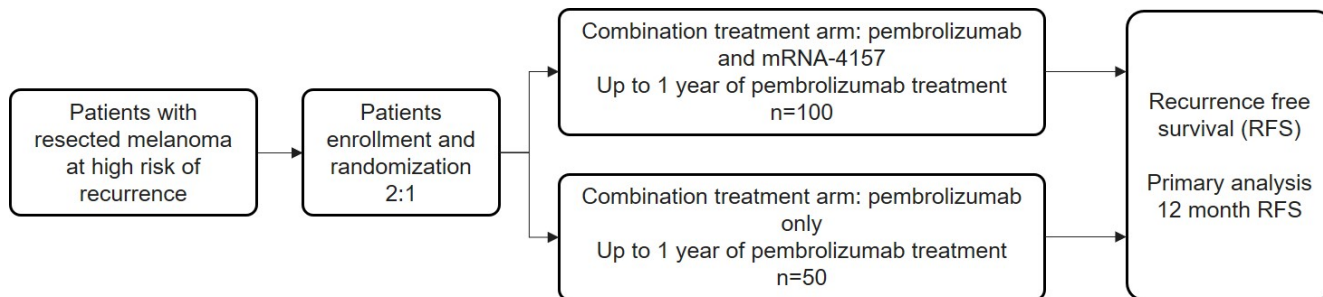 Patients with
resected melanoma
at high risk of
recurrence
Patients
enrollment and
randomization
2:1
Combination treatment arm: pembrolizumab
and mRNA-4157
Up to 1 year of pembrolizumab treatment
n=100
Combination treatment arm: pembrolizumab
only
Up to 1 year of pembrolizumab treatment
n=50
Recurrence free
survival (RFS)
Primary analysis
12 month RFS